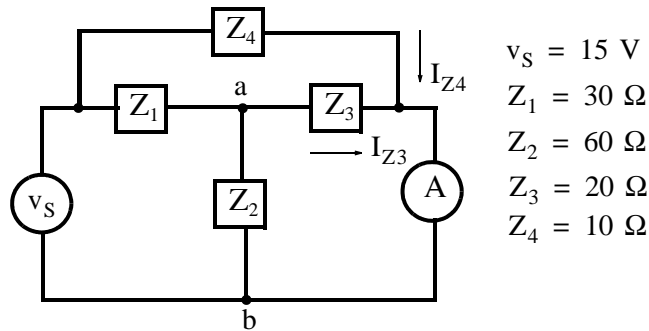 Z4
IZ4
a
Z1
Z3
IZ3
vS
Z2
A
b
vS = 15 V
Z1 = 30 Ω
Z2 = 60 Ω
Z3 = 20 Ω
Z4 = 10 Ω